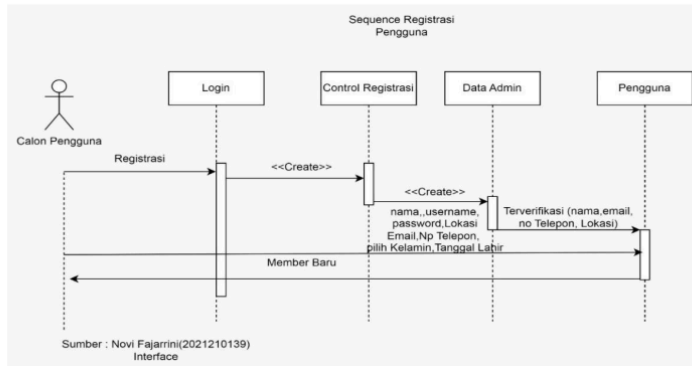 Sequence Registrasi
Pengguna
Login
Control Registrasi
Data Admin
Pengguna
Calon Pengguna
Registrasi
<<Create>>
<<Create>>
nama,,username,
password,Lokasi
Email,Np Telepon,
pilih Kelamin,Tanggal Lahir
Terverifikasi (nama,email,
no Telepon, Lokasi)
Member Baru
Sumber : Novi Fajarrini(2021210139)
Interface